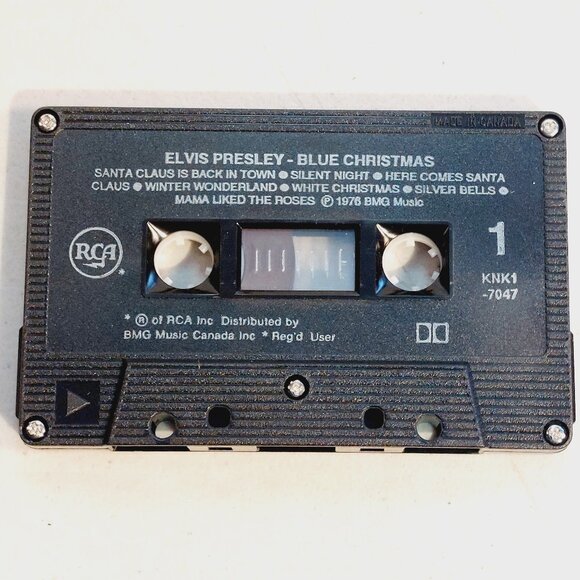 MADE IN CANADA
ELVIS PRESLEY - BLUE CHRISTMAS
SANTA CLAUS IS BACK IN TOWN ● SILENT NIGHT ● HERE COMES SANTA
CLAUS ● WINTER WONDERLAND ● WHITE CHRISTMAS ● SILVER BELLS ●
MAMA LIKED THE ROSES ℗ 1976 BMG Music
RCA *
1
KNK1
-7047
* ® of RCA Inc Distributed by
BMG Music Canada Inc * Reg'd User